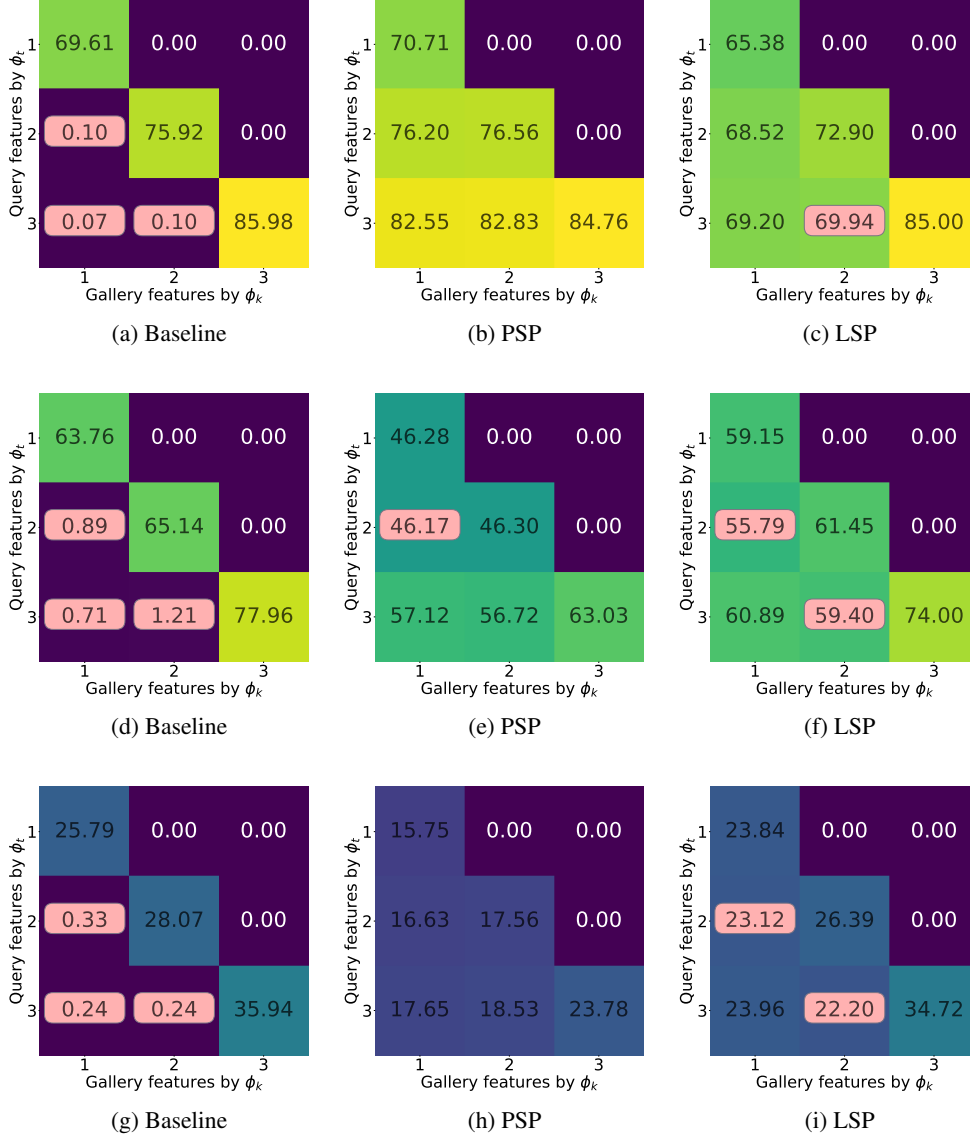 Query features by ϕt
1 69.61 0.00 0.00
2 0.10 75.92 0.00
3 0.07 0.10 85.98
1 2 3
Gallery features by ϕk
(a) Baseline
Query features by ϕt
1 70.71 0.00 0.00
2 76.20 76.56 0.00
3 82.55 82.83 84.76
1 2 3
Gallery features by ϕk
(b) PSP
Query features by ϕt
1 65.38 0.00 0.00
2 68.52 72.90 0.00
3 69.20 69.94 85.00
1 2 3
Gallery features by ϕk
(c) LSP
Query features by ϕt
1 63.76 0.00 0.00
2 0.89 65.14 0.00
3 0.71 1.21 77.96
1 2 3
Gallery features by ϕk
(d) Baseline
Query features by ϕt
1 46.28 0.00 0.00
2 46.17 46.30 0.00
3 57.12 56.72 63.03
1 2 3
Gallery features by ϕk
(e) PSP
Query features by ϕt
1 59.15 0.00 0.00
2 55.79 61.45 0.00
3 60.89 59.40 74.00
1 2 3
Gallery features by ϕk
(f) LSP
Query features by ϕt
1 25.79 0.00 0.00
2 0.33 28.07 0.00
3 0.24 0.24 35.94
1 2 3
Gallery features by ϕk
(g) Baseline
Query features by ϕt
1 15.75 0.00 0.00
2 16.63 17.56 0.00
3 17.65 18.53 23.78
1 2 3
Gallery features by ϕk
(h) PSP
Query features by ϕt
1 23.84 0.00 0.00
2 23.12 26.39 0.00
3 23.96 22.20 34.72
1 2 3
Gallery features by ϕk
(i) LSP